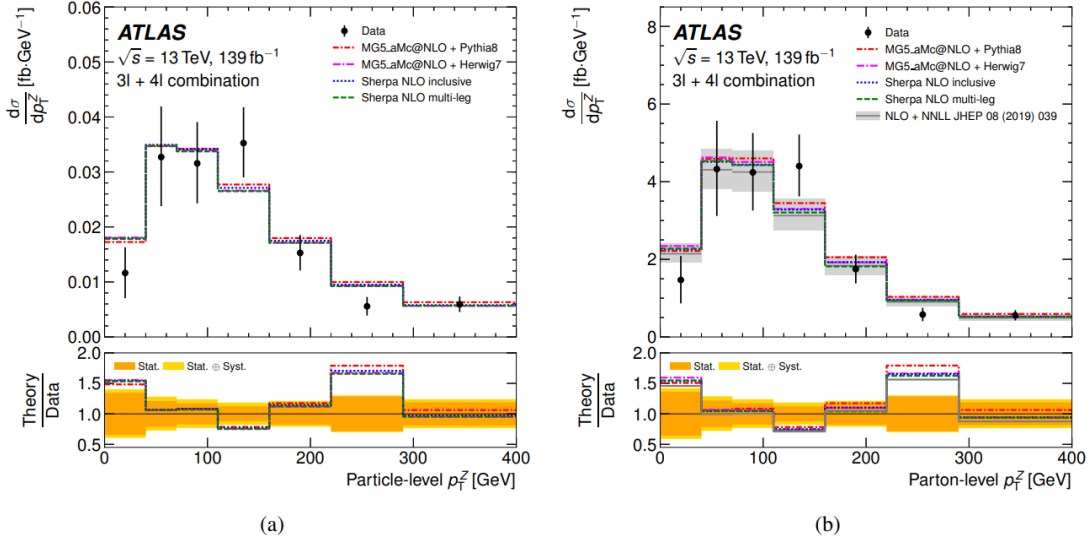 ATLAS
√s = 13 TeV, 139 fb⁻¹
3l + 4l combination
Data
MG5_aMc@NLO + Pythia8
MG5_aMc@NLO + Herwig7
Sherpa NLO inclusive
Sherpa NLO multi-leg
dσ/dp_T^Z [fb·GeV⁻¹]
0.06
0.05
0.04
0.03
0.02
0.01
0.00
Stat.
Stat. ⊕ Syst.
Theory/Data
2.0
1.5
1.0
0.5
0 100 200 300 400
Particle-level p_T^Z [GeV]
(a)
ATLAS
√s = 13 TeV, 139 fb⁻¹
3l + 4l combination
Data
MG5_aMc@NLO + Pythia8
MG5_aMc@NLO + Herwig7
Sherpa NLO inclusive
Sherpa NLO multi-leg
NLO + NNLL JHEP 08 (2019) 039
dσ/dp_T^Z [fb·GeV⁻¹]
8
6
4
2
0
Stat.
Stat. ⊕ Syst.
Theory/Data
2.0
1.5
1.0
0.5
0 100 200 300 400
Parton-level p_T^Z [GeV]
(b)